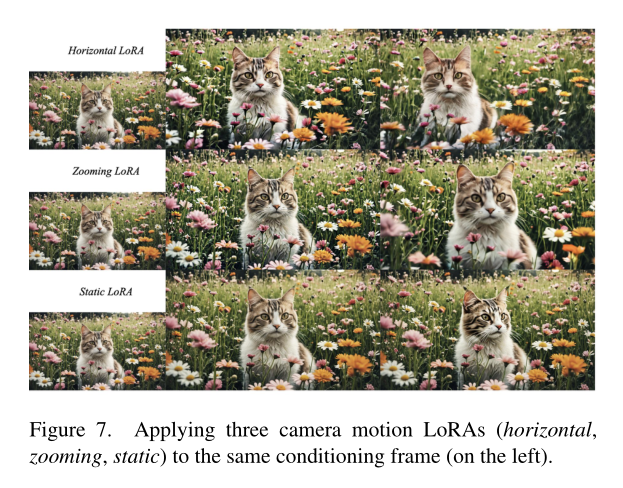 Horizontal LoRA
Zooming LoRA
Static LoRA
Figure 7. Applying three camera motion LoRAs (horizontal,
zooming, static) to the same conditioning frame (on the left).